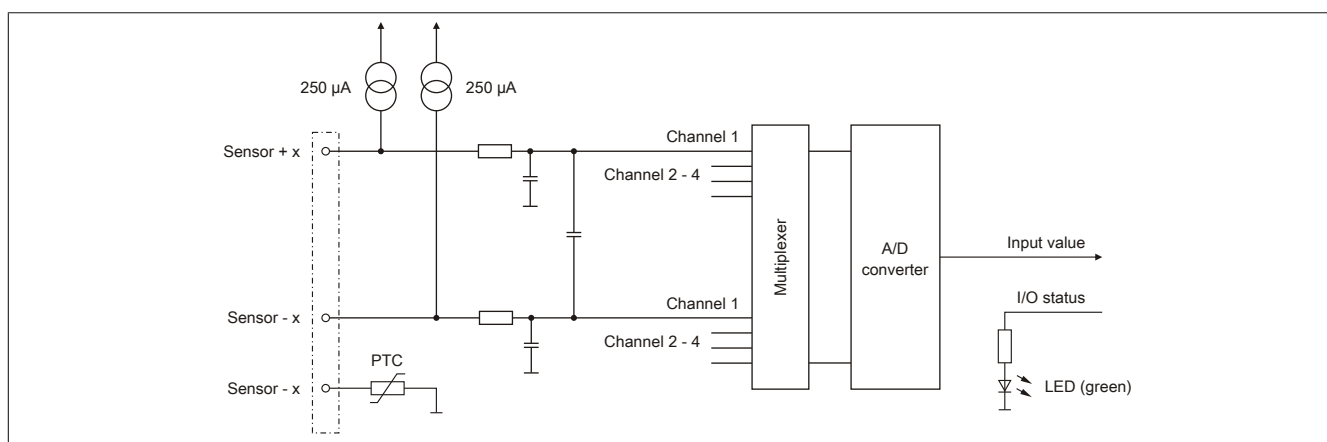 250 µA
250 µA
Sensor + x
Channel 1
Channel 2 - 4
Multiplexer
A/D
converter
Input value
I/O status
Channel 1
Sensor - x
Channel 2 - 4
PTC
Sensor - x
LED (green)